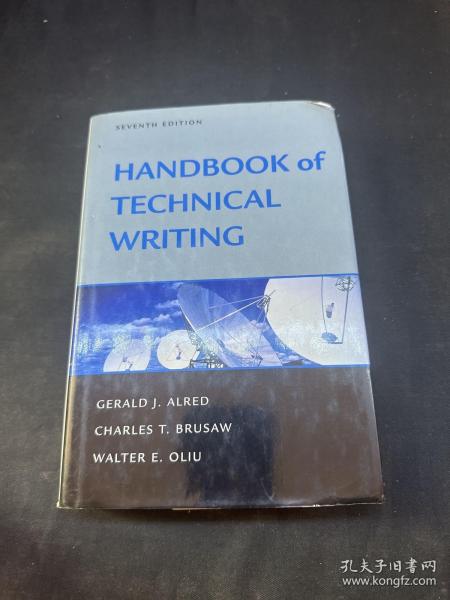 SEVENTH EDITION
HANDBOOK of
TECHNICAL
WRITING
GERALD J. ALRED
CHARLES T. BRUSAW
WALTER E. OLIU
孔夫子旧书网
www.kongfz.com